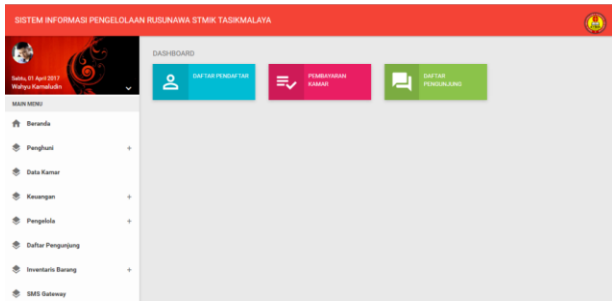 SISTEM INFORMASI PENGELOLAAN RUSUNAWA STMIK TASIKMALAYA
Sabtu, 01 April 2017
Wahyu Kamaludin
MAIN MENU
Beranda
Penghuni +
Data Kamar
Keuangan +
Pengelola +
Daftar Pengunjung
Inventaris Barang +
SMS Gateway
DASHBOARD
DAFTAR PENDAFTAR
PEMBAYARAN
KAMAR
DAFTAR
PENGUNJUNG